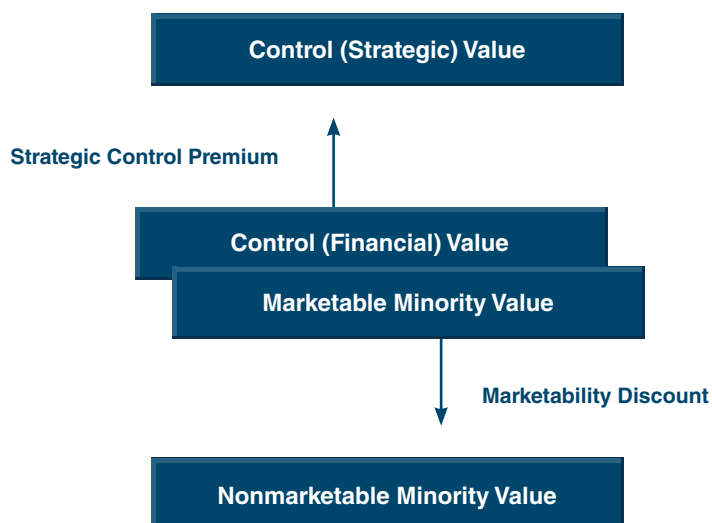 Control (Strategic) Value
Strategic Control Premium
Control (Financial) Value
Marketable Minority Value
Marketability Discount
Nonmarketable Minority Value